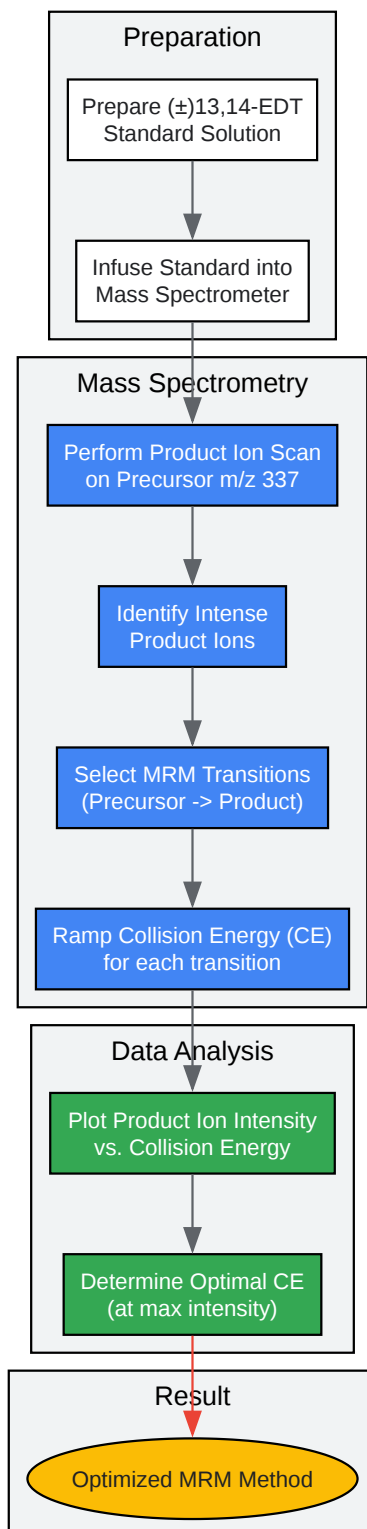 Preparation
Prepare (±)13,14-EDT
Standard Solution
Infuse Standard into
Mass Spectrometer
Mass Spectrometry
Perform Product Ion Scan
on Precursor m/z 337
Identify Intense
Product Ions
Select MRM Transitions
(Precursor -> Product)
Ramp Collision Energy (CE)
for each transition
Data Analysis
Plot Product Ion Intensity
vs. Collision Energy
Determine Optimal CE
(at max intensity)
Result
Optimized MRM Method